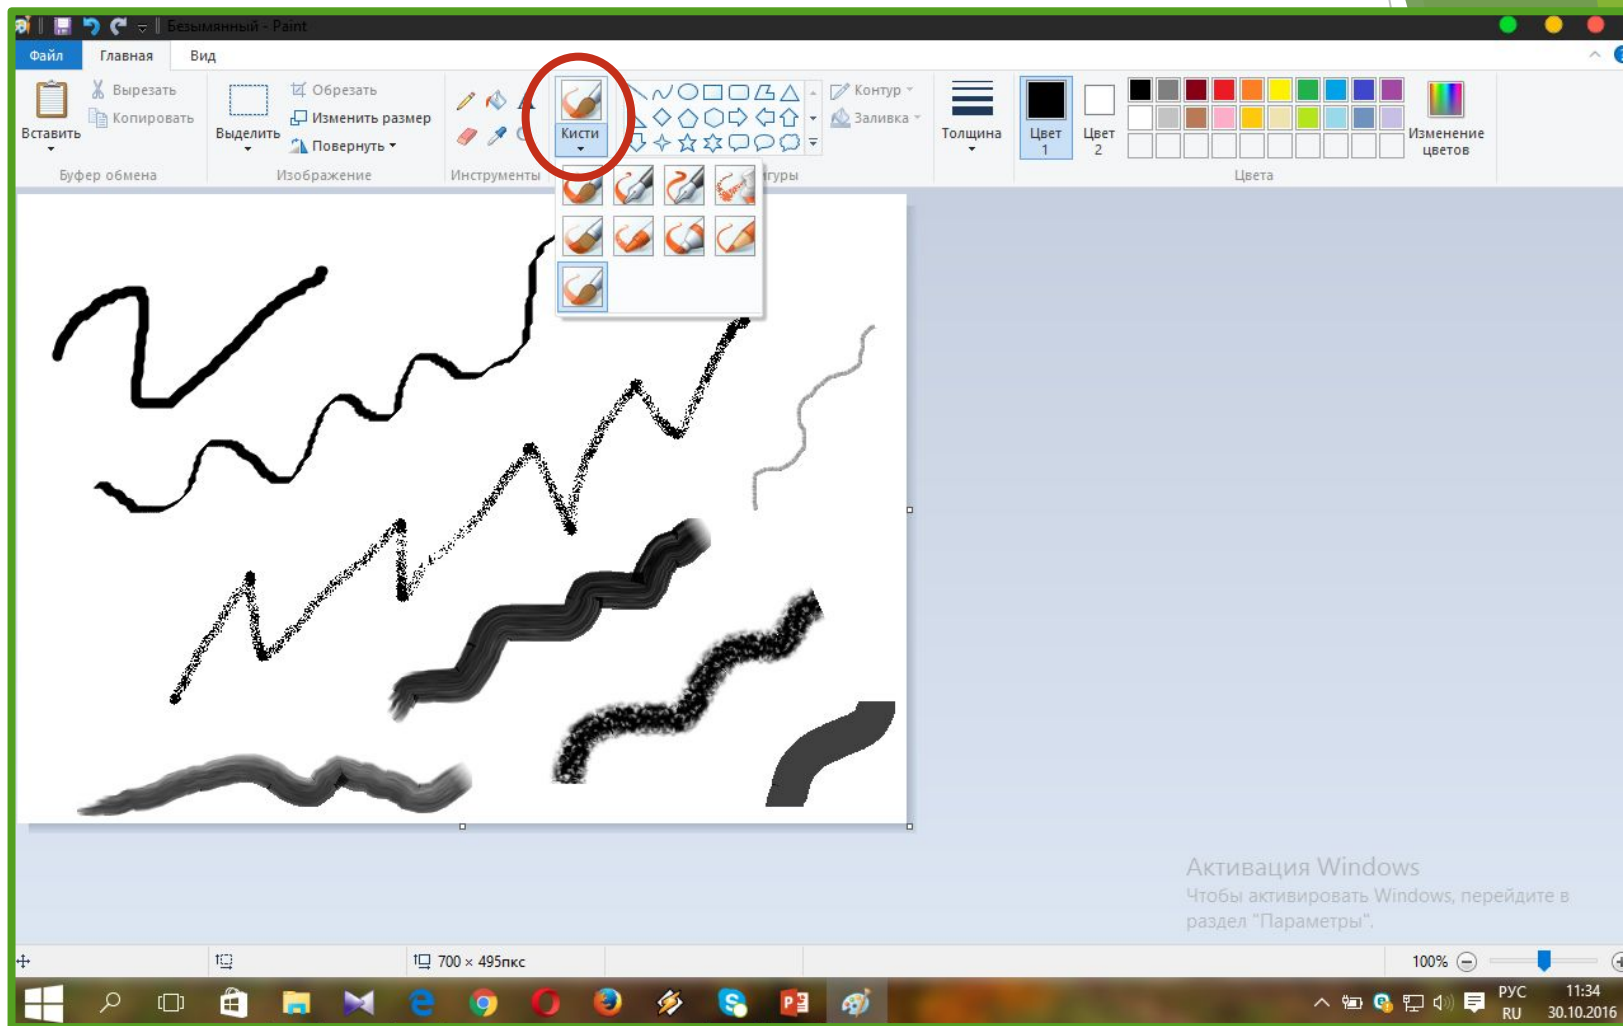 Безымянный - Paint
Файл Главная Вид
Вставить
Вырезать
Копировать
Буфер обмена
Выделить
Обрезать
Изменить размер
Повернуть
Изображение
Инструменты
Кисти
Контур
Заливка
Толщина
Цвет
1
Цвет
2
Изменение
цветов
Цвета
Активация Windows
Чтобы активировать Windows, перейдите в
раздел "Параметры".
700 × 495пкс
100%
РУС
RU
11:34
30.10.2016